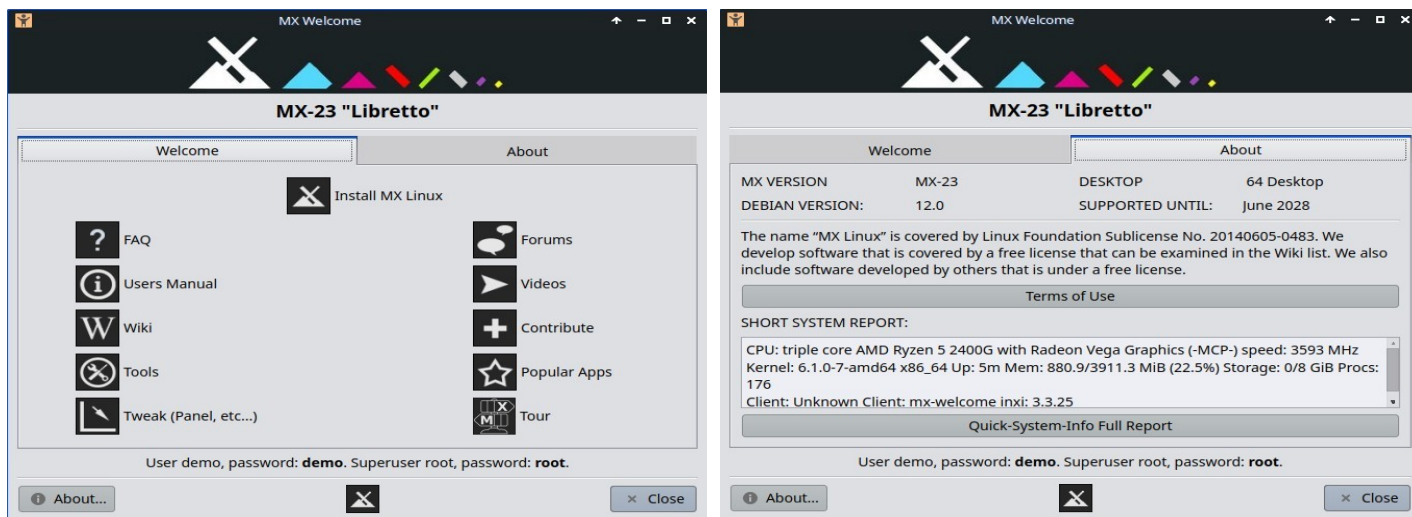 MX Welcome
MX-23 "Libretto"
Welcome About
Install MX Linux
? FAQ Forums
Users Manual Videos
W Wiki Contribute
Tools Popular Apps
Tweak (Panel, etc...) Tour
User demo, password: demo. Superuser root, password: root.
About... Close
MX Welcome
MX-23 "Libretto"
Welcome About
MX VERSION MX-23 DESKTOP 64 Desktop
DEBIAN VERSION: 12.0 SUPPORTED UNTIL: June 2028
The name “MX Linux” is covered by Linux Foundation Sublicense No. 20140605-0483. We
develop software that is covered by a free license that can be examined in the Wiki list. We also
include software developed by others that is under a free license.
Terms of Use
SHORT SYSTEM REPORT:
CPU: triple core AMD Ryzen 5 2400G with Radeon Vega Graphics (-MCP-) speed: 3593 MHz
Kernel: 6.1.0-7-amd64 x86_64 Up: 5m Mem: 880.9/3911.3 MiB (22.5%) Storage: 0/8 GiB Procs:
176
Client: Unknown Client: mx-welcome inxi: 3.3.25
Quick-System-Info Full Report
User demo, password: demo. Superuser root, password: root.
About... Close